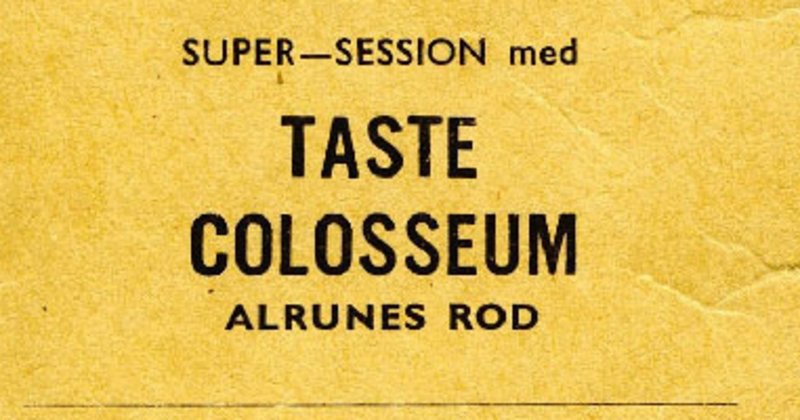 SUPER—SESSION med
TASTE
COLOSSEUM
ALRUNES ROD